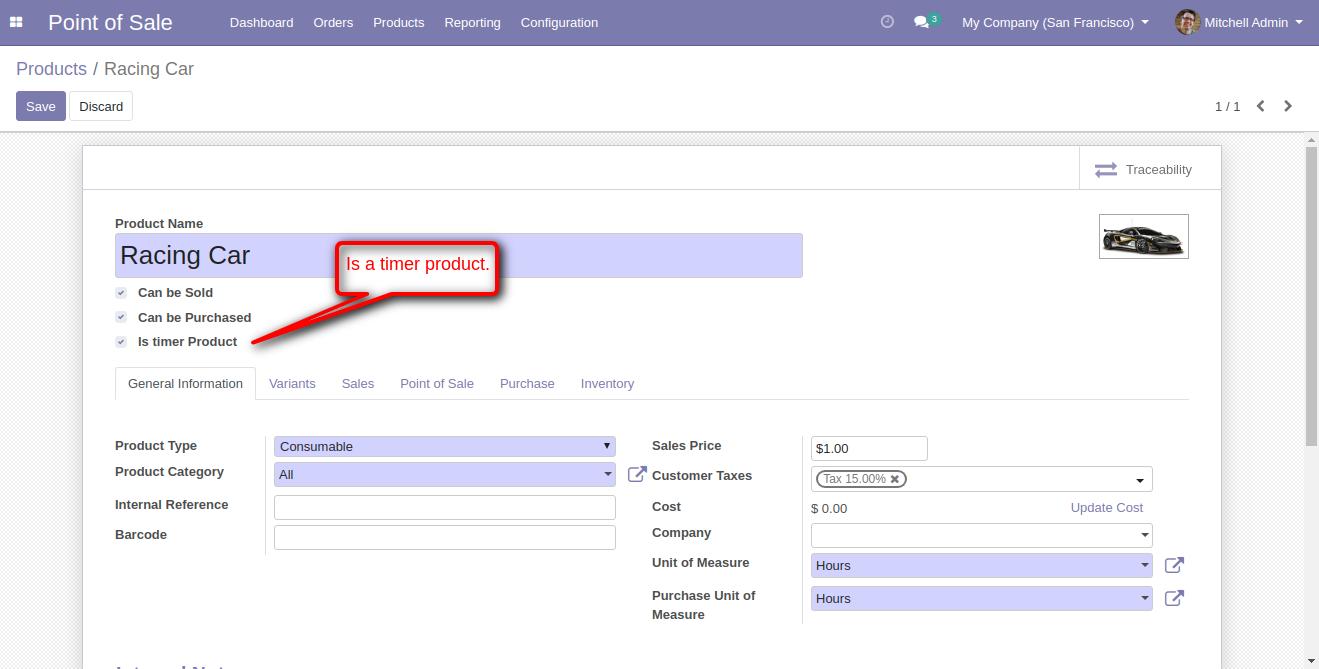 Point of Sale Dashboard Orders Products Reporting Configuration 3 My Company (San Francisco) Mitchell Admin
Products / Racing Car
Save Discard 1 / 1
Traceability
Product Name
Racing Car
Is a timer product.
Can be Sold
Can be Purchased
Is timer Product
General Information Variants Sales Point of Sale Purchase Inventory
Product Type Consumable Sales Price $1.00
Product Category All Customer Taxes Tax 15.00%
Internal Reference Cost $ 0.00 Update Cost
Barcode Company
Unit of Measure Hours
Purchase Unit of Measure Hours